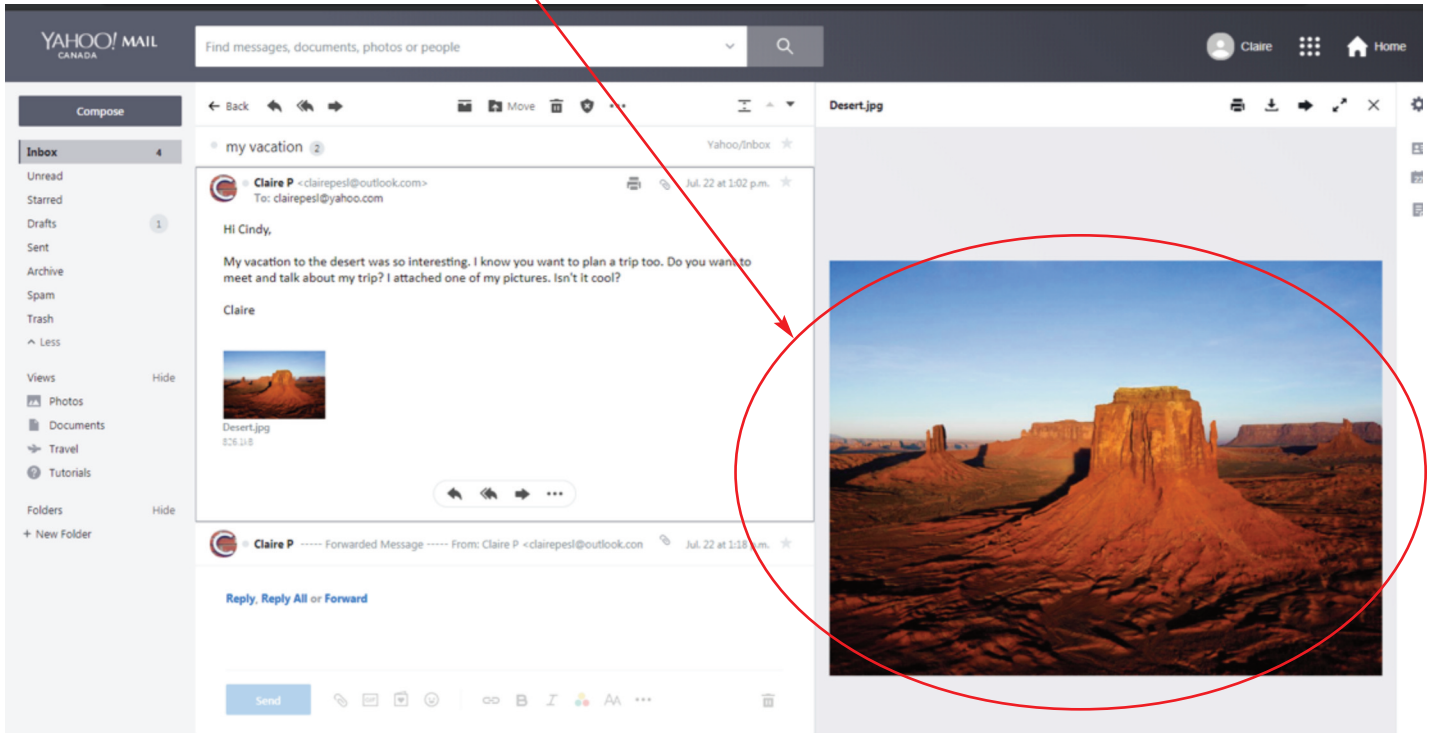 YAHOO! MAIL
CANADA
Find messages, documents, photos or people
Claire
Home
Compose
Back
Move
Desert.jpg
Inbox 4
my vacation 2
Yahoo/Inbox
Unread
Claire P <clairepesl@outlook.com>
Jul. 22 at 1:02 p.m.
Starred
To: clairepesl@yahoo.com
Drafts 1
Hi Cindy,
Sent
Archive
My vacation to the desert was so interesting. I know you want to plan a trip too. Do you want to
meet and talk about my trip? I attached one of my pictures. Isn't it cool?
Spam
Trash
Claire
Less
Views Hide
Photos
Documents
Desert.jpg
826.1kB
Travel
Tutorials
Folders Hide
+ New Folder
Claire P ----- Forwarded Message ----- From: Claire P <clairepesl@outlook.con
Jul. 22 at 1:18 p.m.
Reply, Reply All or Forward
Send
GIF
B I AA